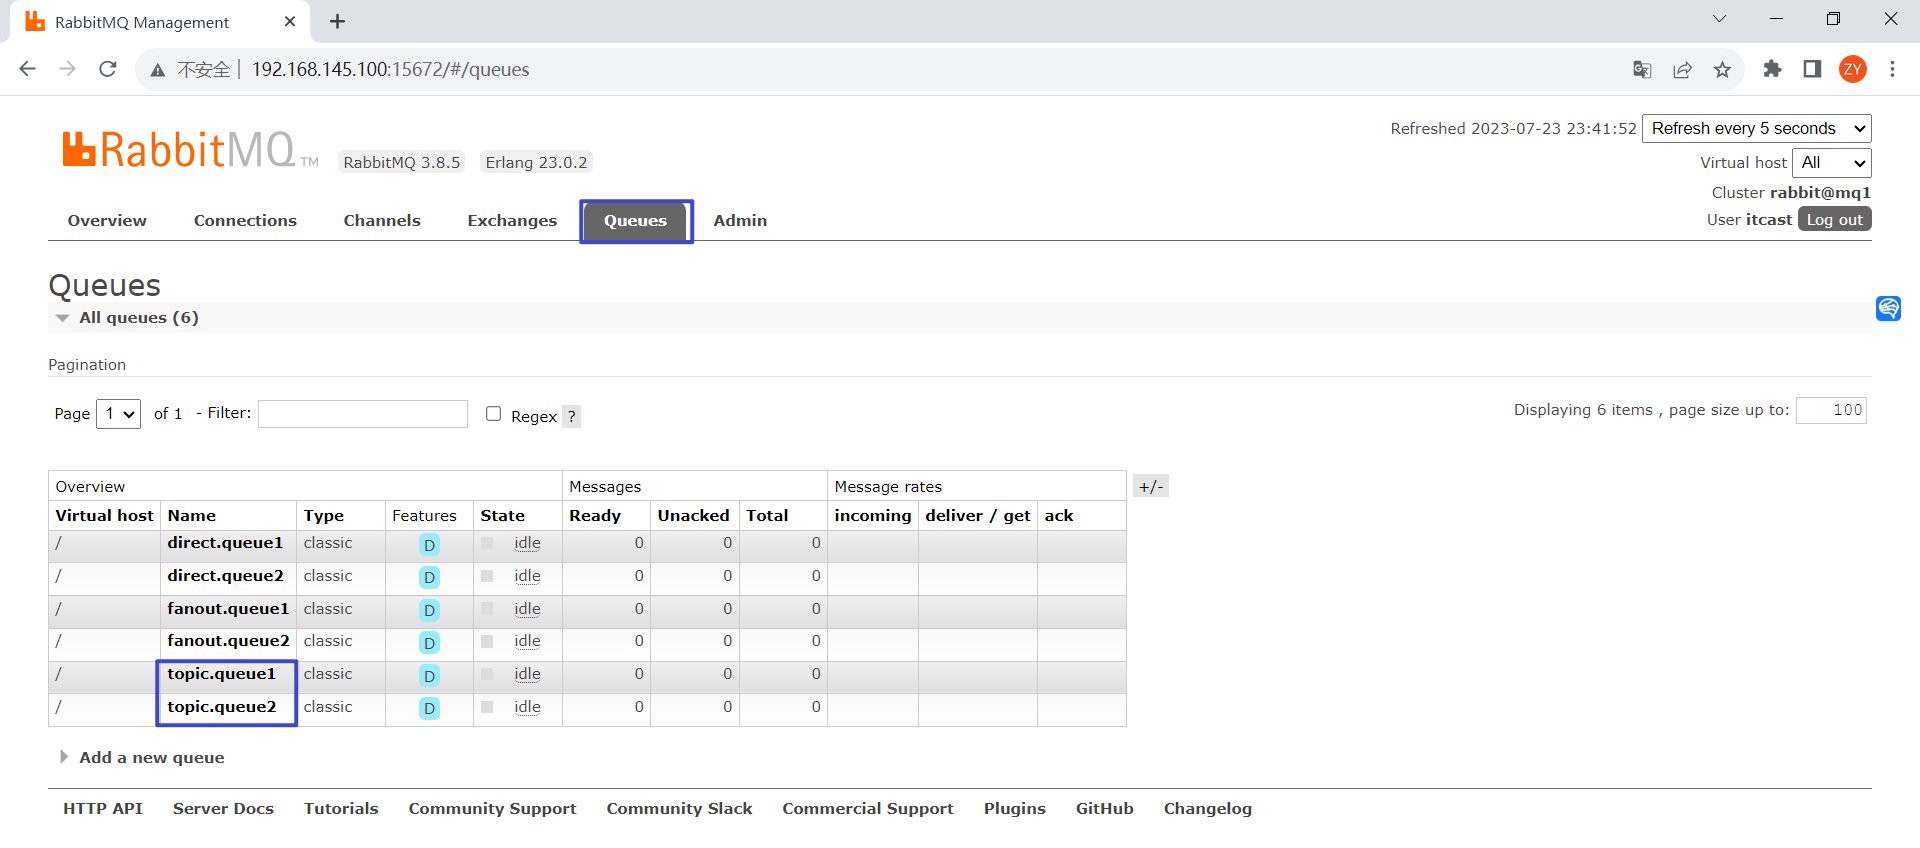 RabbitMQ Management
不安全 192.168.145.100:15672/#/queues
ZY
RabbitMQ TM RabbitMQ 3.8.5 Erlang 23.0.2
Refreshed 2023-07-23 23:41:52 Refresh every 5 seconds
Virtual host All
Cluster rabbit@mq1
User itcast Log out
Overview Connections Channels Exchanges Queues Admin
Queues
All queues (6)
Pagination
Page 1 of 1 - Filter: Regex ? Displaying 6 items , page size up to: 100
Overview Messages Message rates +/-
Virtual host Name Type Features State Ready Unacked Total incoming deliver / get ack
/ direct.queue1 classic D idle 0 0 0
/ direct.queue2 classic D idle 0 0 0
/ fanout.queue1 classic D idle 0 0 0
/ fanout.queue2 classic D idle 0 0 0
/ topic.queue1 classic D idle 0 0 0
/ topic.queue2 classic D idle 0 0 0
Add a new queue
HTTP API Server Docs Tutorials Community Support Community Slack Commercial Support Plugins GitHub Changelog